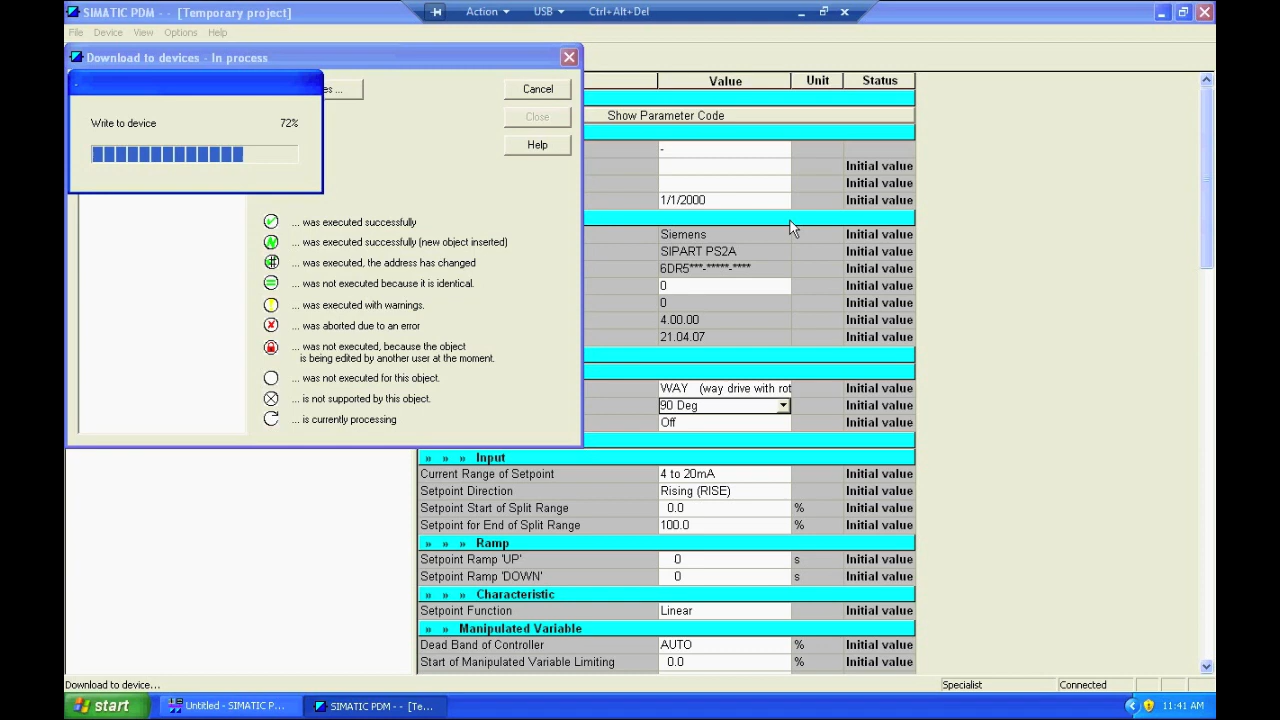 SIMATIC PDM - - [Temporary project]
Action USB Ctrl+Alt+Del
File Device View Options Help
Download to devices - In process
es ...
Cancel
Close
Help
Write to device 72%
... was executed successfully
... was executed successfully (new object inserted)
... was executed, the address has changed
... was not executed because it is identical.
... was executed with warnings.
... was aborted due to an error
... was not executed, because the object
is being edited by another user at the moment.
... was not executed for this object.
... is not supported by this object.
... is currently processing
Value Unit Status
Show Parameter Code
-
Initial value
Initial value
1/1/2000 Initial value
Siemens Initial value
SIPART PS2A Initial value
6DR5***-*****-**** Initial value
0 Initial value
0 Initial value
4.00.00 Initial value
21.04.07 Initial value
WAY (way drive with rot Initial value
90 Deg Initial value
Off Initial value
» » » Input
Current Range of Setpoint 4 to 20mA Initial value
Setpoint Direction Rising (RISE) Initial value
Setpoint Start of Split Range 0.0 % Initial value
Setpoint for End of Split Range 100.0 % Initial value
» » » Ramp
Setpoint Ramp 'UP' 0 s Initial value
Setpoint Ramp 'DOWN' 0 s Initial value
» » » Characteristic
Setpoint Function Linear Initial value
» » Manipulated Variable
Dead Band of Controller AUTO % Initial value
Start of Manipulated Variable Limiting 0.0 % Initial value
Download to device... Specialist Connected
start Untitled - SIMATIC P... SIMATIC PDM - - [Te... 11:41 AM